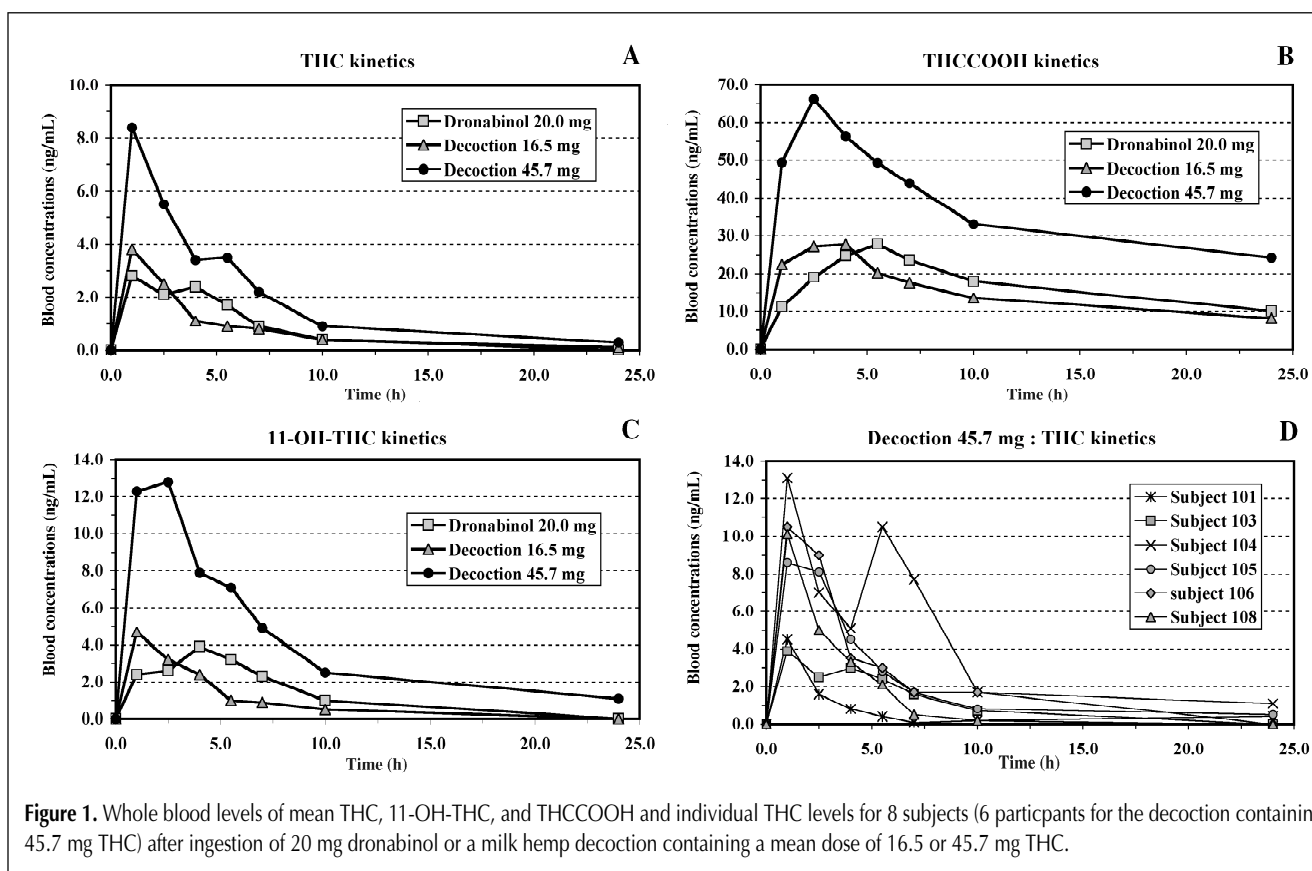 THC kinetics
A
10.0
8.0
6.0
4.0
2.0
0.0
Blood concentrations (ng/mL)
Dronabinol 20.0 mg
Decoction 16.5 mg
Decoction 45.7 mg
0.0 5.0 10.0 15.0 20.0 25.0
Time (h)
THCCOOH kinetics
B
70.0
60.0
50.0
40.0
30.0
20.0
10.0
0.0
Blood concentrations (ng/mL)
Dronabinol 20.0 mg
Decoction 16.5 mg
Decoction 45.7 mg
0.0 5.0 10.0 15.0 20.0 25.0
Time (h)
11-OH-THC kinetics
C
14.0
12.0
10.0
8.0
6.0
4.0
2.0
0.0
Blood concentrations (ng/mL)
Dronabinol 20.0 mg
Decoction 16.5 mg
Decoction 45.7 mg
0.0 5.0 10.0 15.0 20.0 25.0
Time (h)
Decoction 45.7 mg : THC kinetics
D
14.0
12.0
10.0
8.0
6.0
4.0
2.0
0.0
Blood concentrations (ng/mL)
Subject 101
Subject 103
Subject 104
Subject 105
subject 106
Subject 108
0.0 5.0 10.0 15.0 20.0 25.0
Time (h)
Figure 1. Whole blood levels of mean THC, 11-OH-THC, and THCCOOH and individual THC levels for 8 subjects (6 particpants for the decoction containin
45.7 mg THC) after ingestion of 20 mg dronabinol or a milk hemp decoction containing a mean dose of 16.5 or 45.7 mg THC.